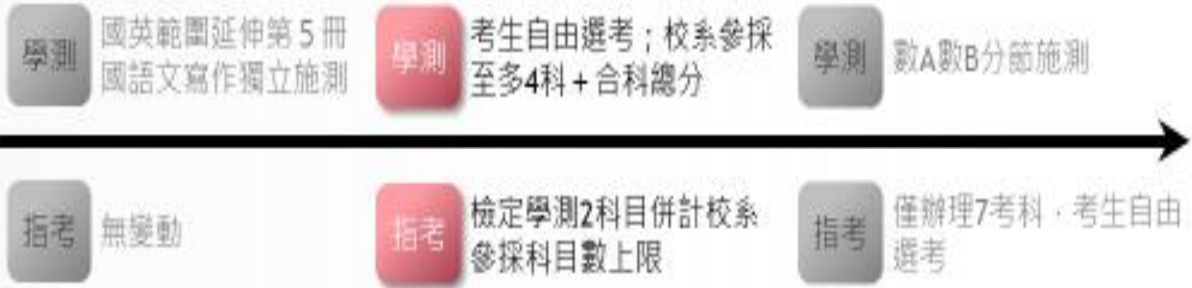 學測
國英範圍延伸第 5 冊
國語文寫作獨立施測
學測
考生自由選考；校系參採
至多4科 + 合科總分
學測
數A數B分節施測
指考
無變動
指考
檢定學測2科目併計校系
參採科目數上限
指考
僅辦理7考科，考生自由
選考